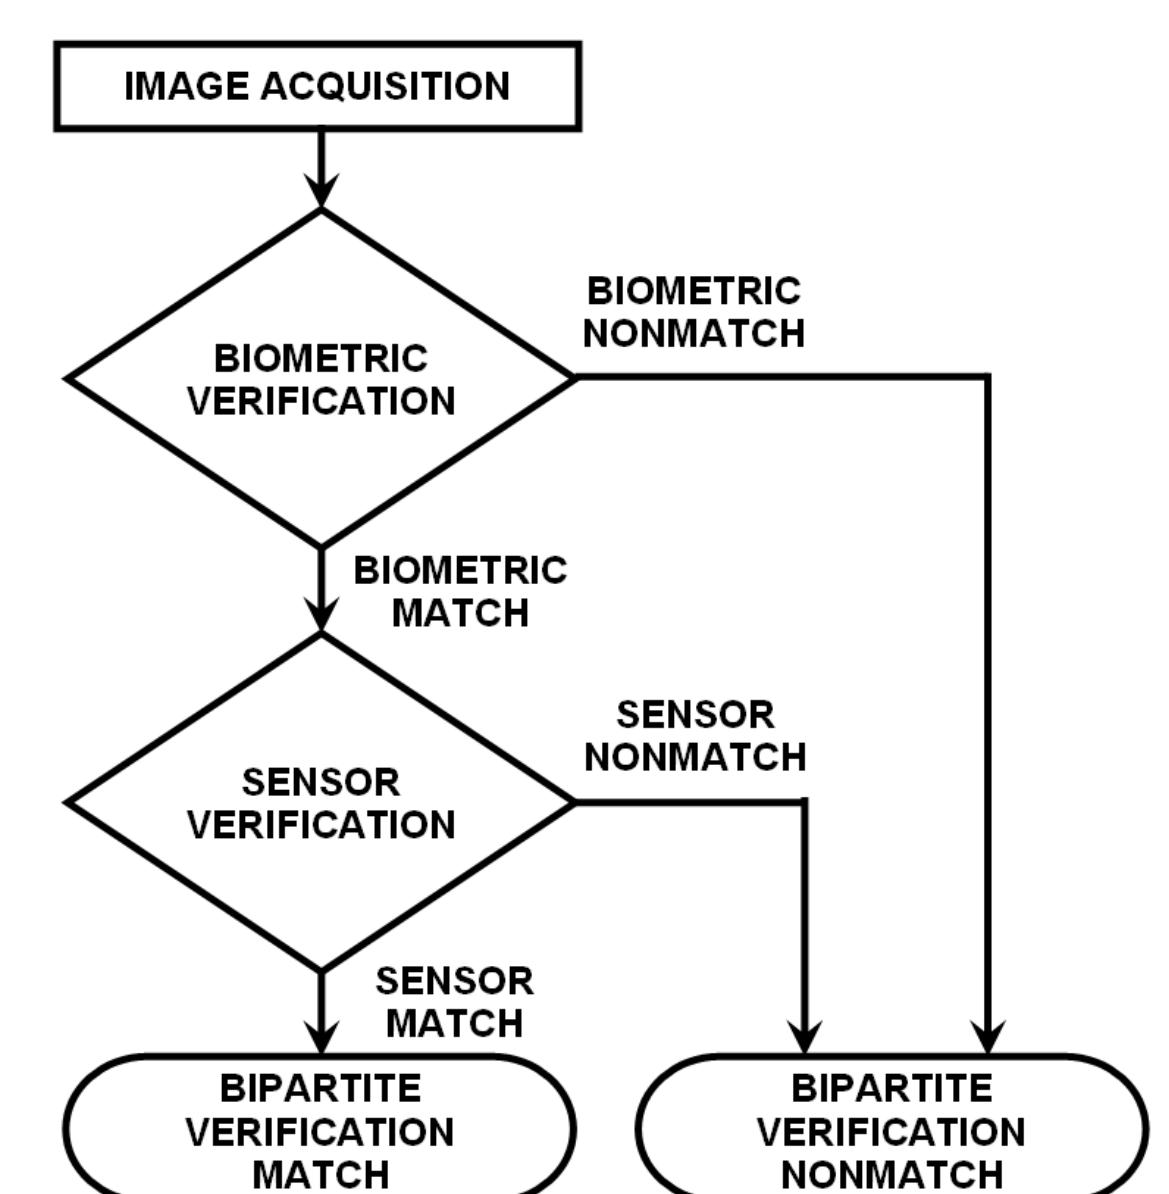 IMAGE ACQUISITION
BIOMETRIC
NONMATCH
BIOMETRIC
VERIFICATION
BIOMETRIC
MATCH
SENSOR
NONMATCH
SENSOR
VERIFICATION
SENSOR
MATCH
BIPARTITE
VERIFICATION
MATCH
BIPARTITE
VERIFICATION
NONMATCH